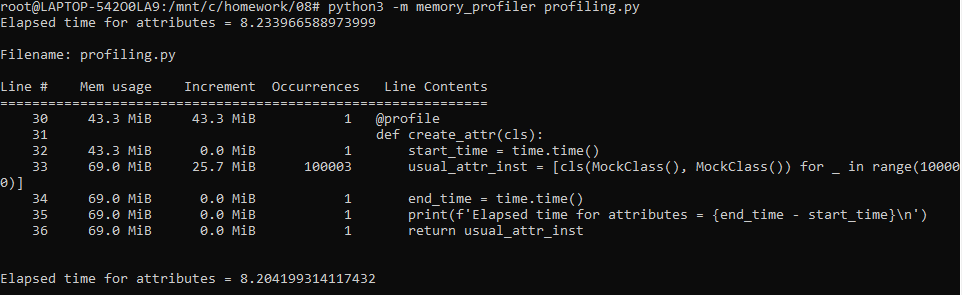 root@LAPTOP-542O0LA9:/mnt/c/homework/08# python3 -m memory_profiler profiling.py
Elapsed time for attributes = 8.233966588973999
Filename: profiling.py
Line #    Mem usage    Increment  Occurrences   Line Contents
=============================================================
    30     43.3 MiB     43.3 MiB           1   @profile
    31                                         def create_attr(cls):
    32     43.3 MiB      0.0 MiB           1       start_time = time.time()
    33     69.0 MiB     25.7 MiB      100003       usual_attr_inst = [cls(MockClass(), MockClass()) for _ in range(10000
0)]
    34     69.0 MiB      0.0 MiB           1       end_time = time.time()
    35     69.0 MiB      0.0 MiB           1       print(f'Elapsed time for attributes = {end_time - start_time}\n')
    36     69.0 MiB      0.0 MiB           1       return usual_attr_inst
Elapsed time for attributes = 8.204199314117432